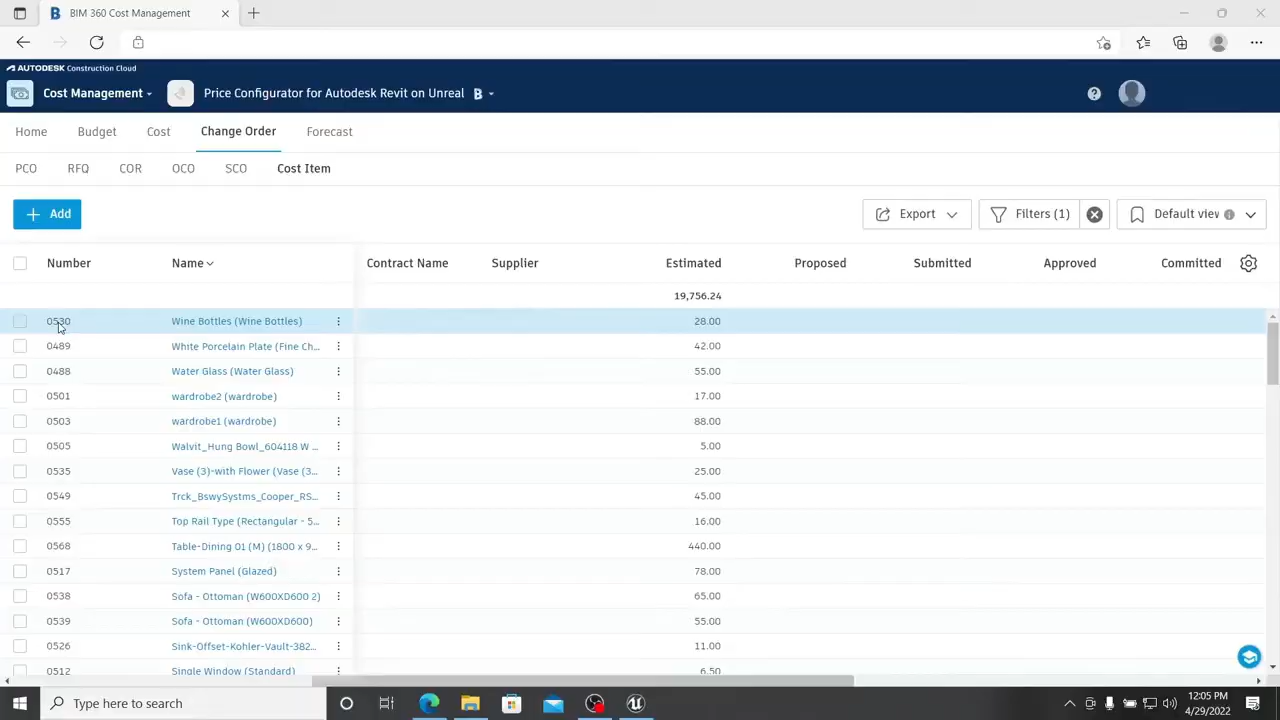 BIM 360 Cost Management
AUTODESK Construction Cloud
Cost Management
Price Configurator for Autodesk Revit on Unreal
Home Budget Cost Change Order Forecast
PCO RFQ COR OCO SCO Cost Item
+ Add Export Filters (1) Default view
Number Name Contract Name Supplier Estimated Proposed Submitted Approved Committed
19,756.24
0530 Wine Bottles (Wine Bottles) 28.00
0489 White Porcelain Plate (Fine Ch... 42.00
0488 Water Glass (Water Glass) 55.00
0501 wardrobe2 (wardrobe) 17.00
0503 wardrobe1 (wardrobe) 88.00
0505 Walvit_Hung Bowl_604118 W ... 5.00
0535 Vase (3)-with Flower (Vase (3... 25.00
0549 Trck_BswySystms_Cooper_RS... 45.00
0555 Top Rail Type (Rectangular - 5... 16.00
0568 Table-Dining 01 (M) (1800 x 9... 440.00
0517 System Panel (Glazed) 78.00
0538 Sofa - Ottoman (W600XD600 2) 65.00
0539 Sofa - Ottoman (W600XD600) 55.00
0526 Sink-Offset-Kohler-Vault-382... 11.00
0512 Single Window (Standard) 6.50
Type here to search
12:05 PM
4/29/2022